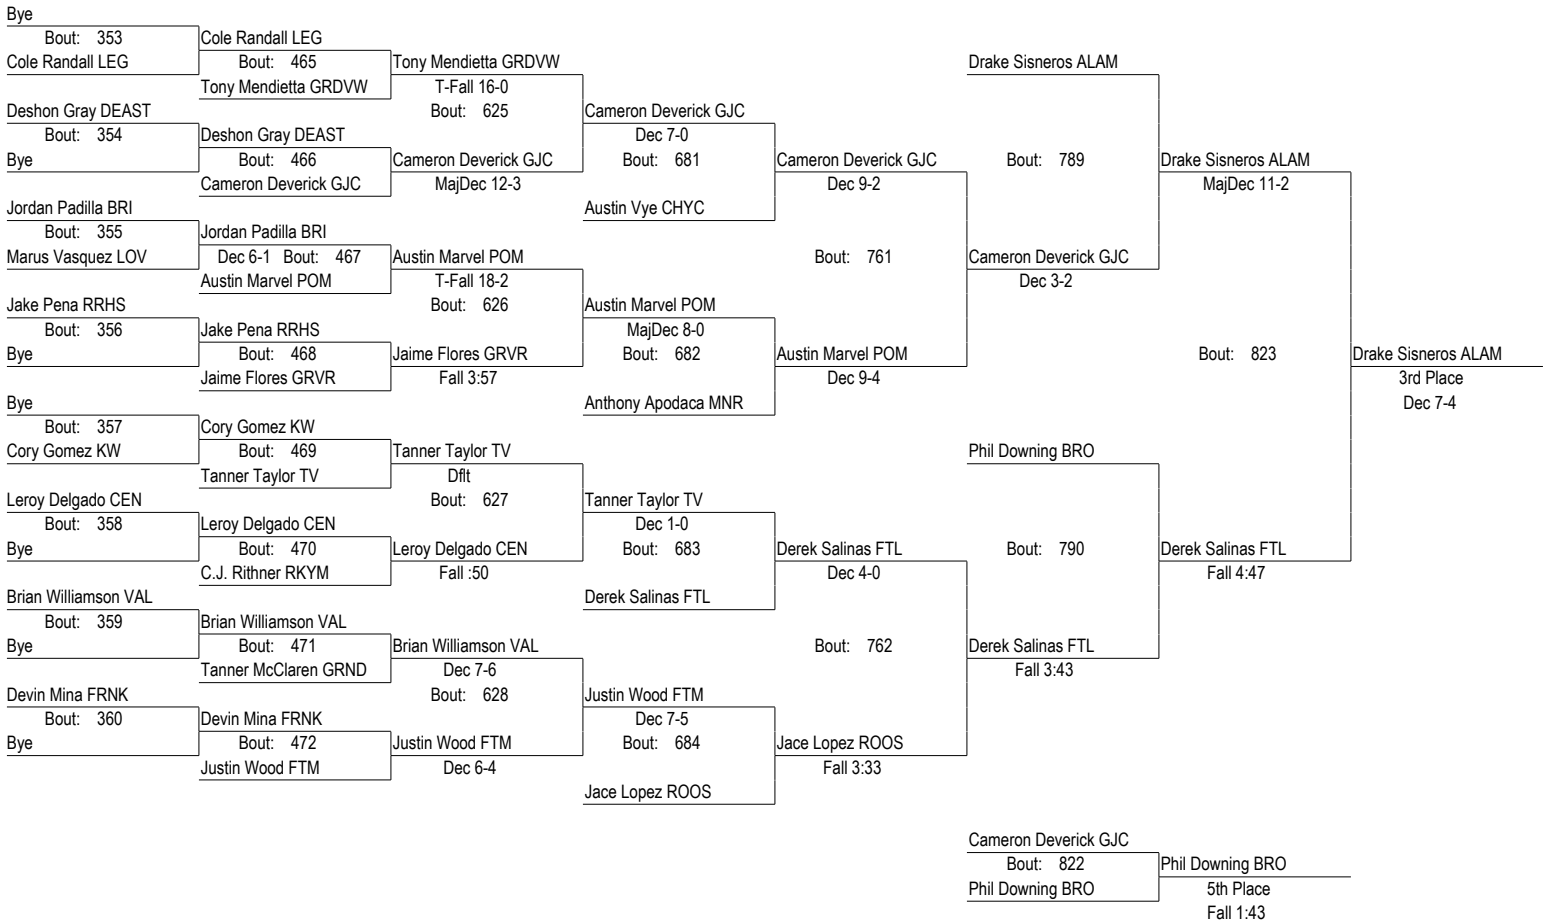 Bye
Bout: 353 Cole Randall LEG
Cole Randall LEG Bout: 465 Tony Mendietta GRDVW Drake Sisneros ALAM
Tony Mendietta GRDVW T-Fall 16-0
Deshon Gray DEAST Bout: 625 Cameron Deverick GJC
Bout: 354 Deshon Gray DEAST Dec 7-0
Bye Bout: 466 Cameron Deverick GJC Bout: 681 Cameron Deverick GJC Bout: 789 Drake Sisneros ALAM
Cameron Deverick GJC MajDec 12-3 Dec 9-2 MajDec 11-2
Jordan Padilla BRI Austin Vye CHYC
Bout: 355 Jordan Padilla BRI
Marus Vasquez LOV Dec 6-1 Bout: 467 Austin Marvel POM Bout: 761 Cameron Deverick GJC
Austin Marvel POM T-Fall 18-2 Dec 3-2
Jake Pena RRHS Bout: 626 Austin Marvel POM
Bout: 356 Jake Pena RRHS MajDec 8-0
Bye Bout: 468 Jaime Flores GRVR Bout: 682 Austin Marvel POM Bout: 823 Drake Sisneros ALAM
Jaime Flores GRVR Fall 3:57 Dec 9-4 3rd Place
Bye Anthony Apodaca MNR Dec 7-4
Bout: 357 Cory Gomez KW
Cory Gomez KW Bout: 469 Tanner Taylor TV Phil Downing BRO
Tanner Taylor TV Dflt
Leroy Delgado CEN Bout: 627 Tanner Taylor TV
Bout: 358 Leroy Delgado CEN Dec 1-0
Bye Bout: 470 Leroy Delgado CEN Bout: 683 Derek Salinas FTL Bout: 790 Derek Salinas FTL
C.J. Rithner RKYM Fall :50 Dec 4-0 Fall 4:47
Brian Williamson VAL Derek Salinas FTL
Bout: 359 Brian Williamson VAL
Bye Bout: 471 Brian Williamson VAL Bout: 762 Derek Salinas FTL
Tanner McClaren GRND Dec 7-6 Fall 3:43
Devin Mina FRNK Bout: 628 Justin Wood FTM
Bout: 360 Devin Mina FRNK Dec 7-5
Bye Bout: 472 Justin Wood FTM Bout: 684 Jace Lopez ROOS
Justin Wood FTM Dec 6-4 Fall 3:33
Jace Lopez ROOS
Cameron Deverick GJC
Bout: 822 Phil Downing BRO
Phil Downing BRO 5th Place
Fall 1:43